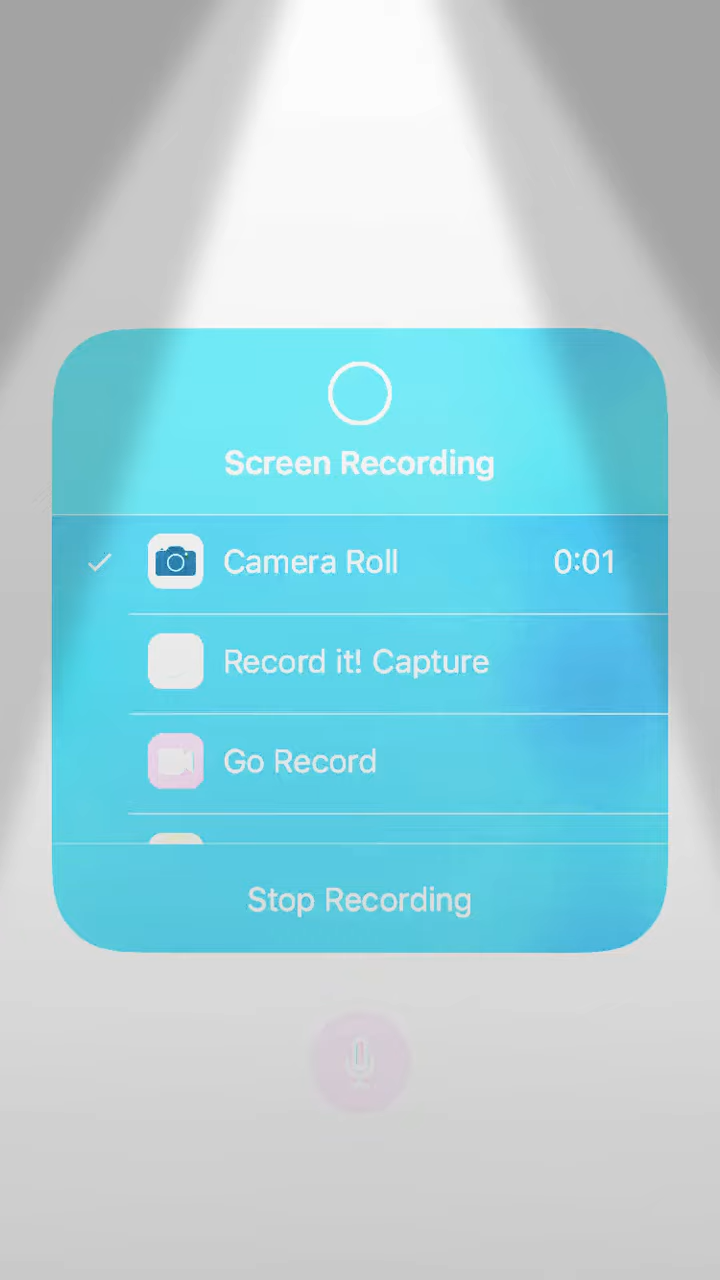 Screen Recording
Camera Roll 0:01
Record it! Capture
Go Record
Stop Recording